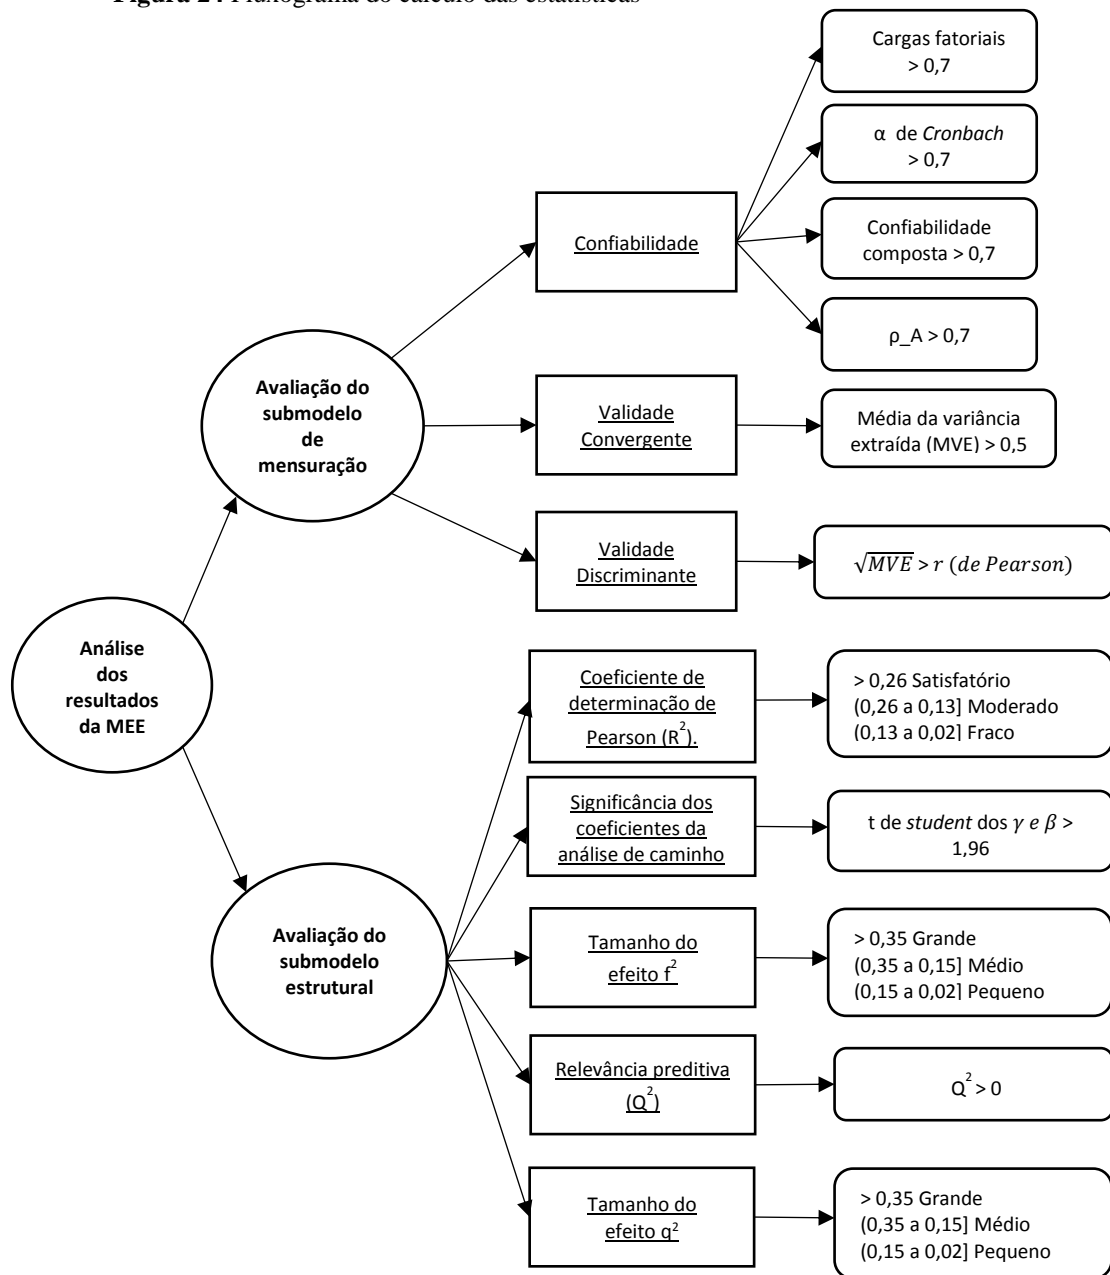 Figura 24 Fluxograma do cálculo das estatísticas
Cargas fatoriais
> 0,7
α de Cronbach
> 0,7
Confiabilidade
Confiabilidade
composta > 0,7
ρ_A > 0,7
Avaliação do
submodelo
de
mensuração
Validade
Convergente
Média da variância
extraída (MVE) > 0,5
Validade
Discriminante
√MVE > r (de Pearson)
Análise
dos
resultados
da MEE
Coeficiente de
determinação de
Pearson (R²).
> 0,26 Satisfatório
(0,26 a 0,13] Moderado
(0,13 a 0,02] Fraco
Significância dos
coeficientes da
análise de caminho
t de student dos γ e β >
1,96
Avaliação do
submodelo
estrutural
Tamanho do
efeito f²
> 0,35 Grande
(0,35 a 0,15] Médio
(0,15 a 0,02] Pequeno
Relevância preditiva
(Q²)
Q² > 0
Tamanho do
efeito q²
> 0,35 Grande
(0,35 a 0,15] Médio
(0,15 a 0,02] Pequeno